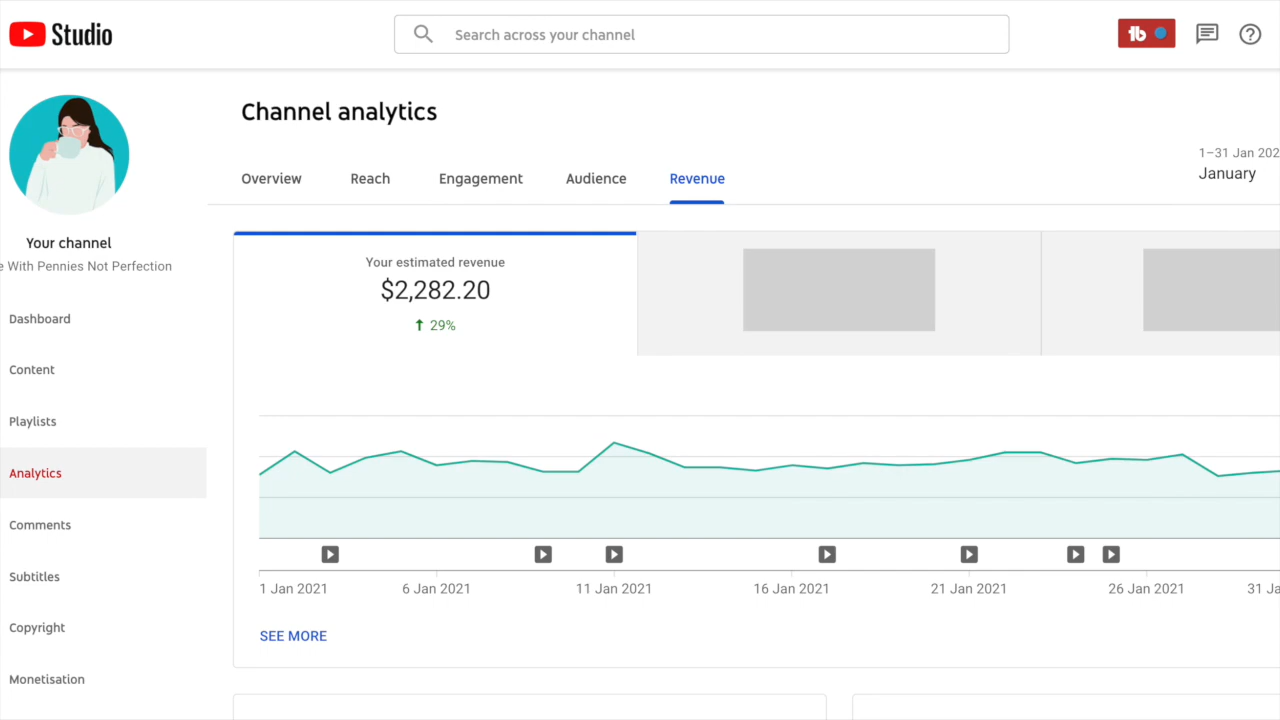 Studio
Search across your channel
tb
Channel analytics
1–31 Jan 202
January
Overview
Reach
Engagement
Audience
Revenue
Your channel
e With Pennies Not Perfection
Dashboard
Content
Playlists
Analytics
Comments
Subtitles
Copyright
Monetisation
Your estimated revenue
$2,282.20
29%
1 Jan 2021
6 Jan 2021
11 Jan 2021
16 Jan 2021
21 Jan 2021
26 Jan 2021
31 Ja
SEE MORE